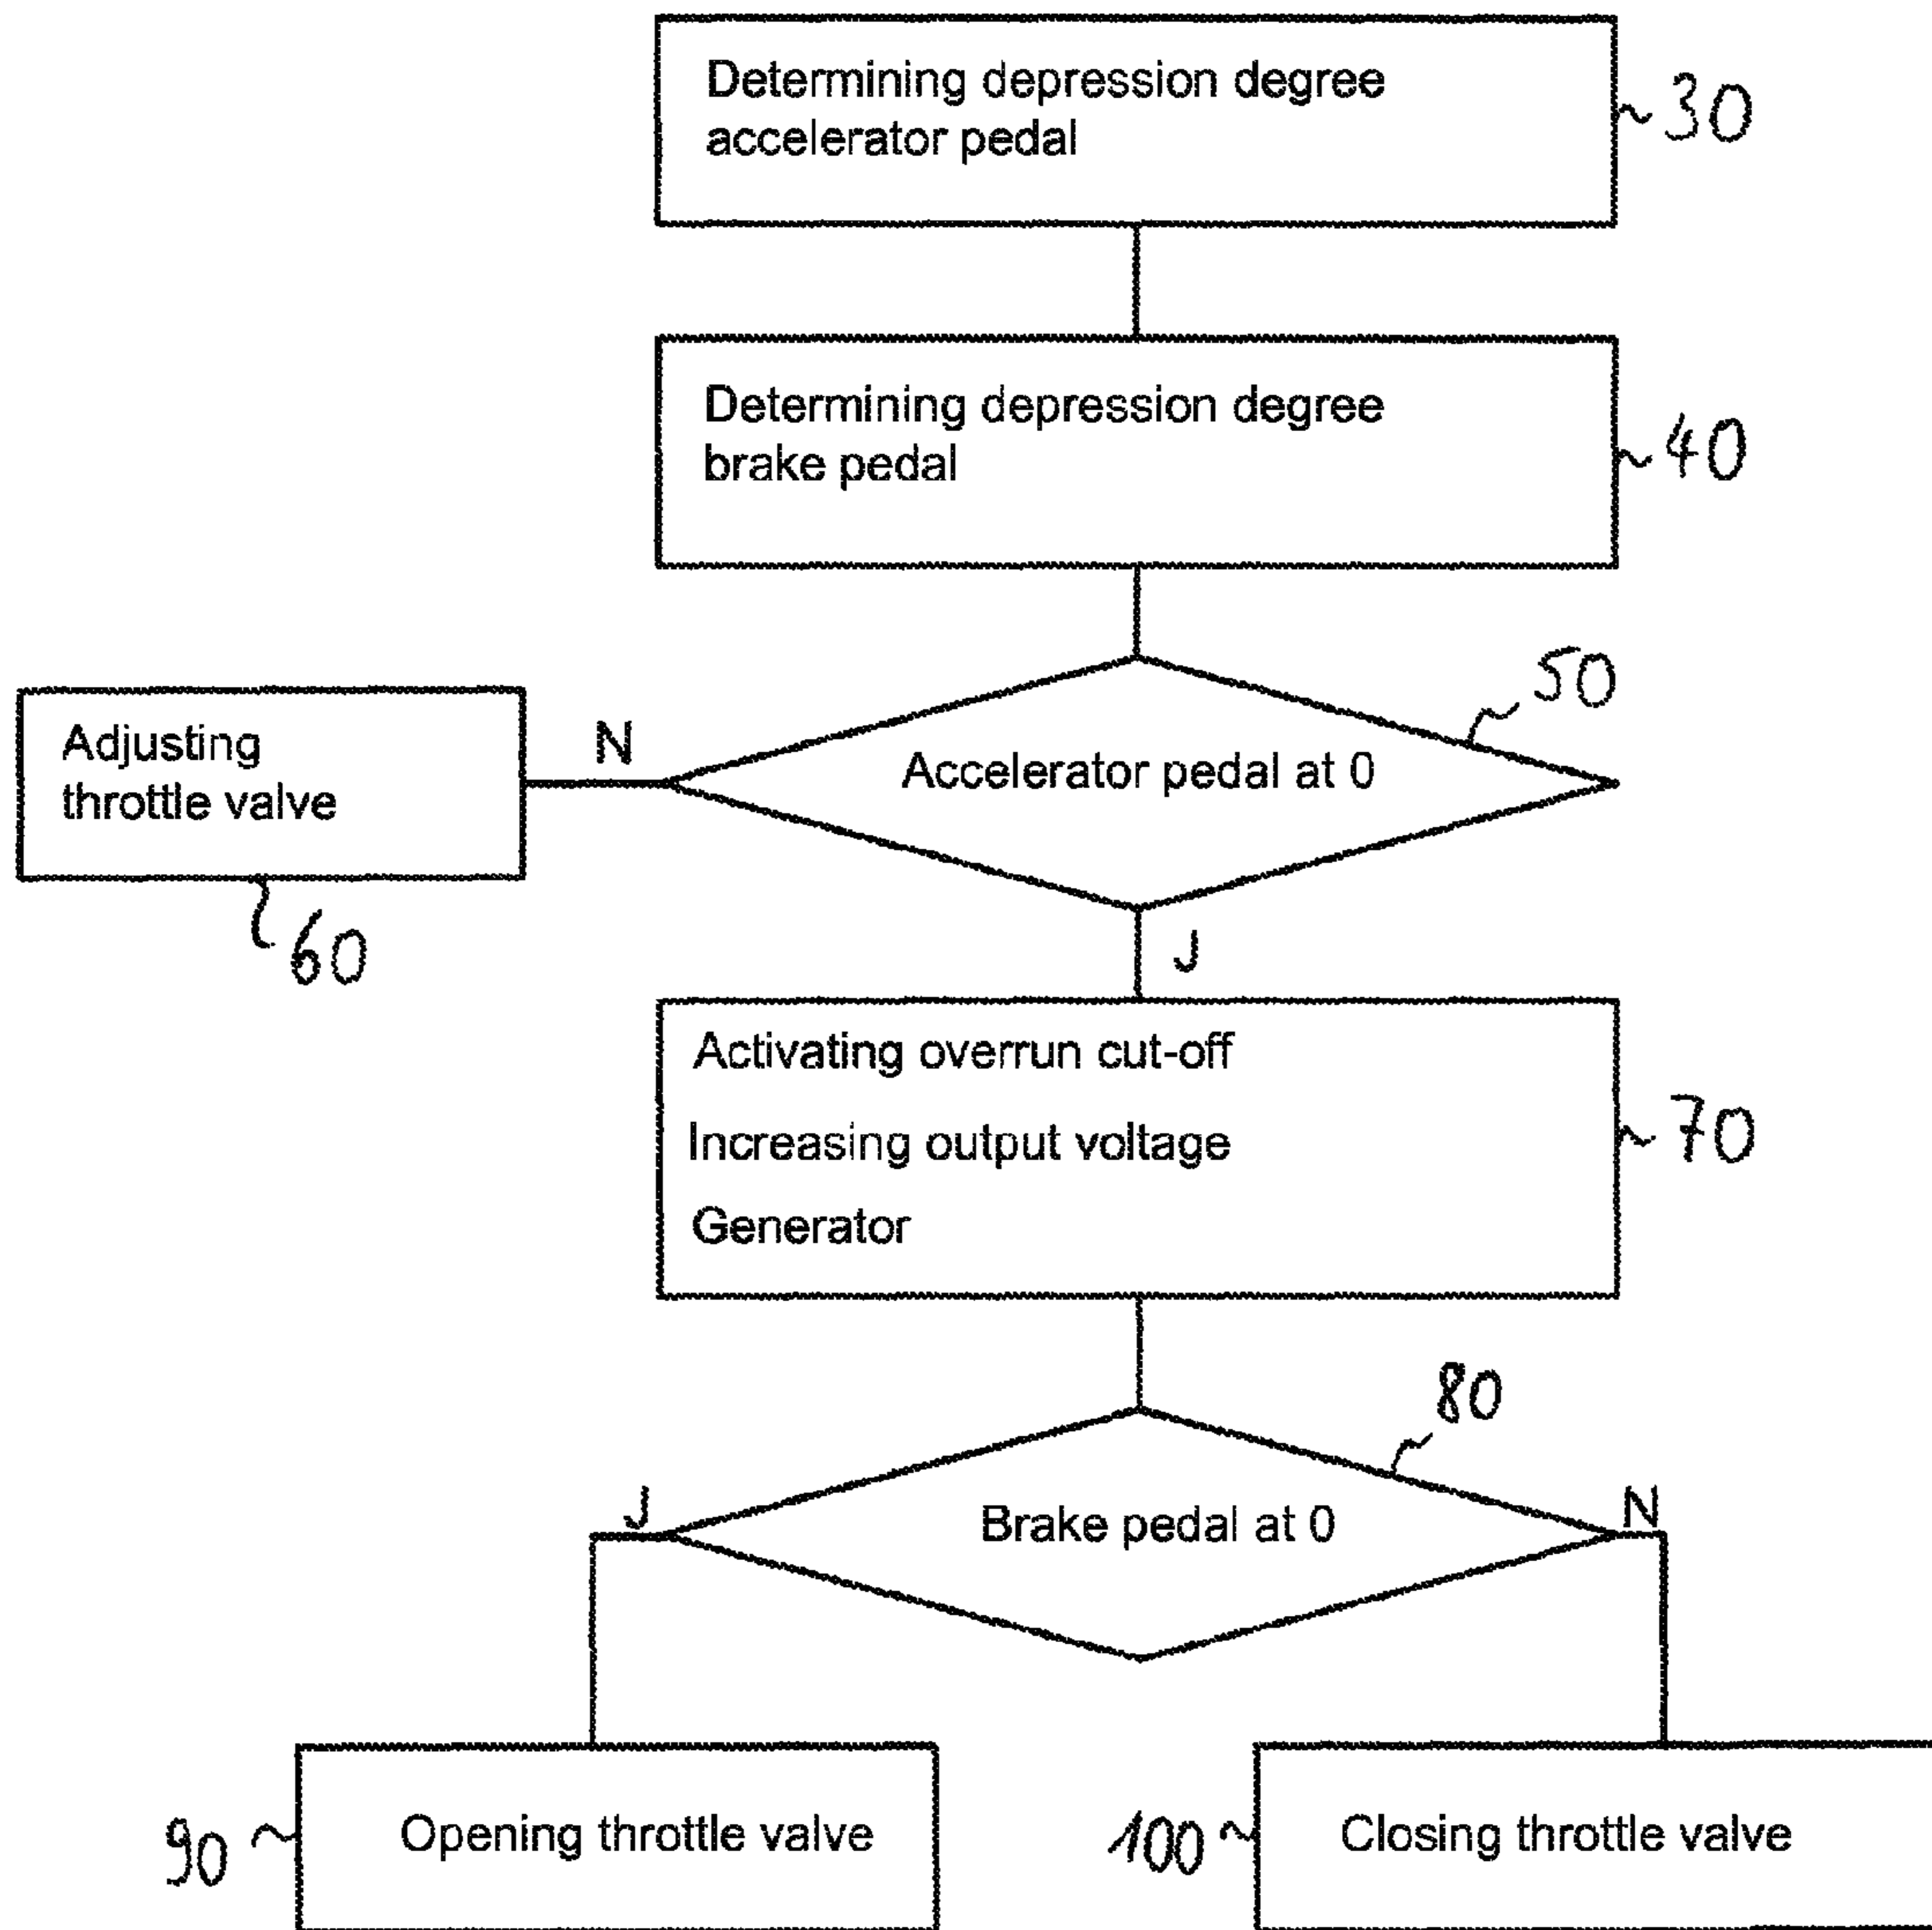 Determining depression degree
accelerator pedal
30
Determining depression degree
brake pedal
40
50
Accelerator pedal at 0
N
Adjusting
throttle valve
60
J
Activating overrun cut-off
Increasing output voltage
Generator
70
80
Brake pedal at 0
J
N
90
Opening throttle valve
100
Closing throttle valve